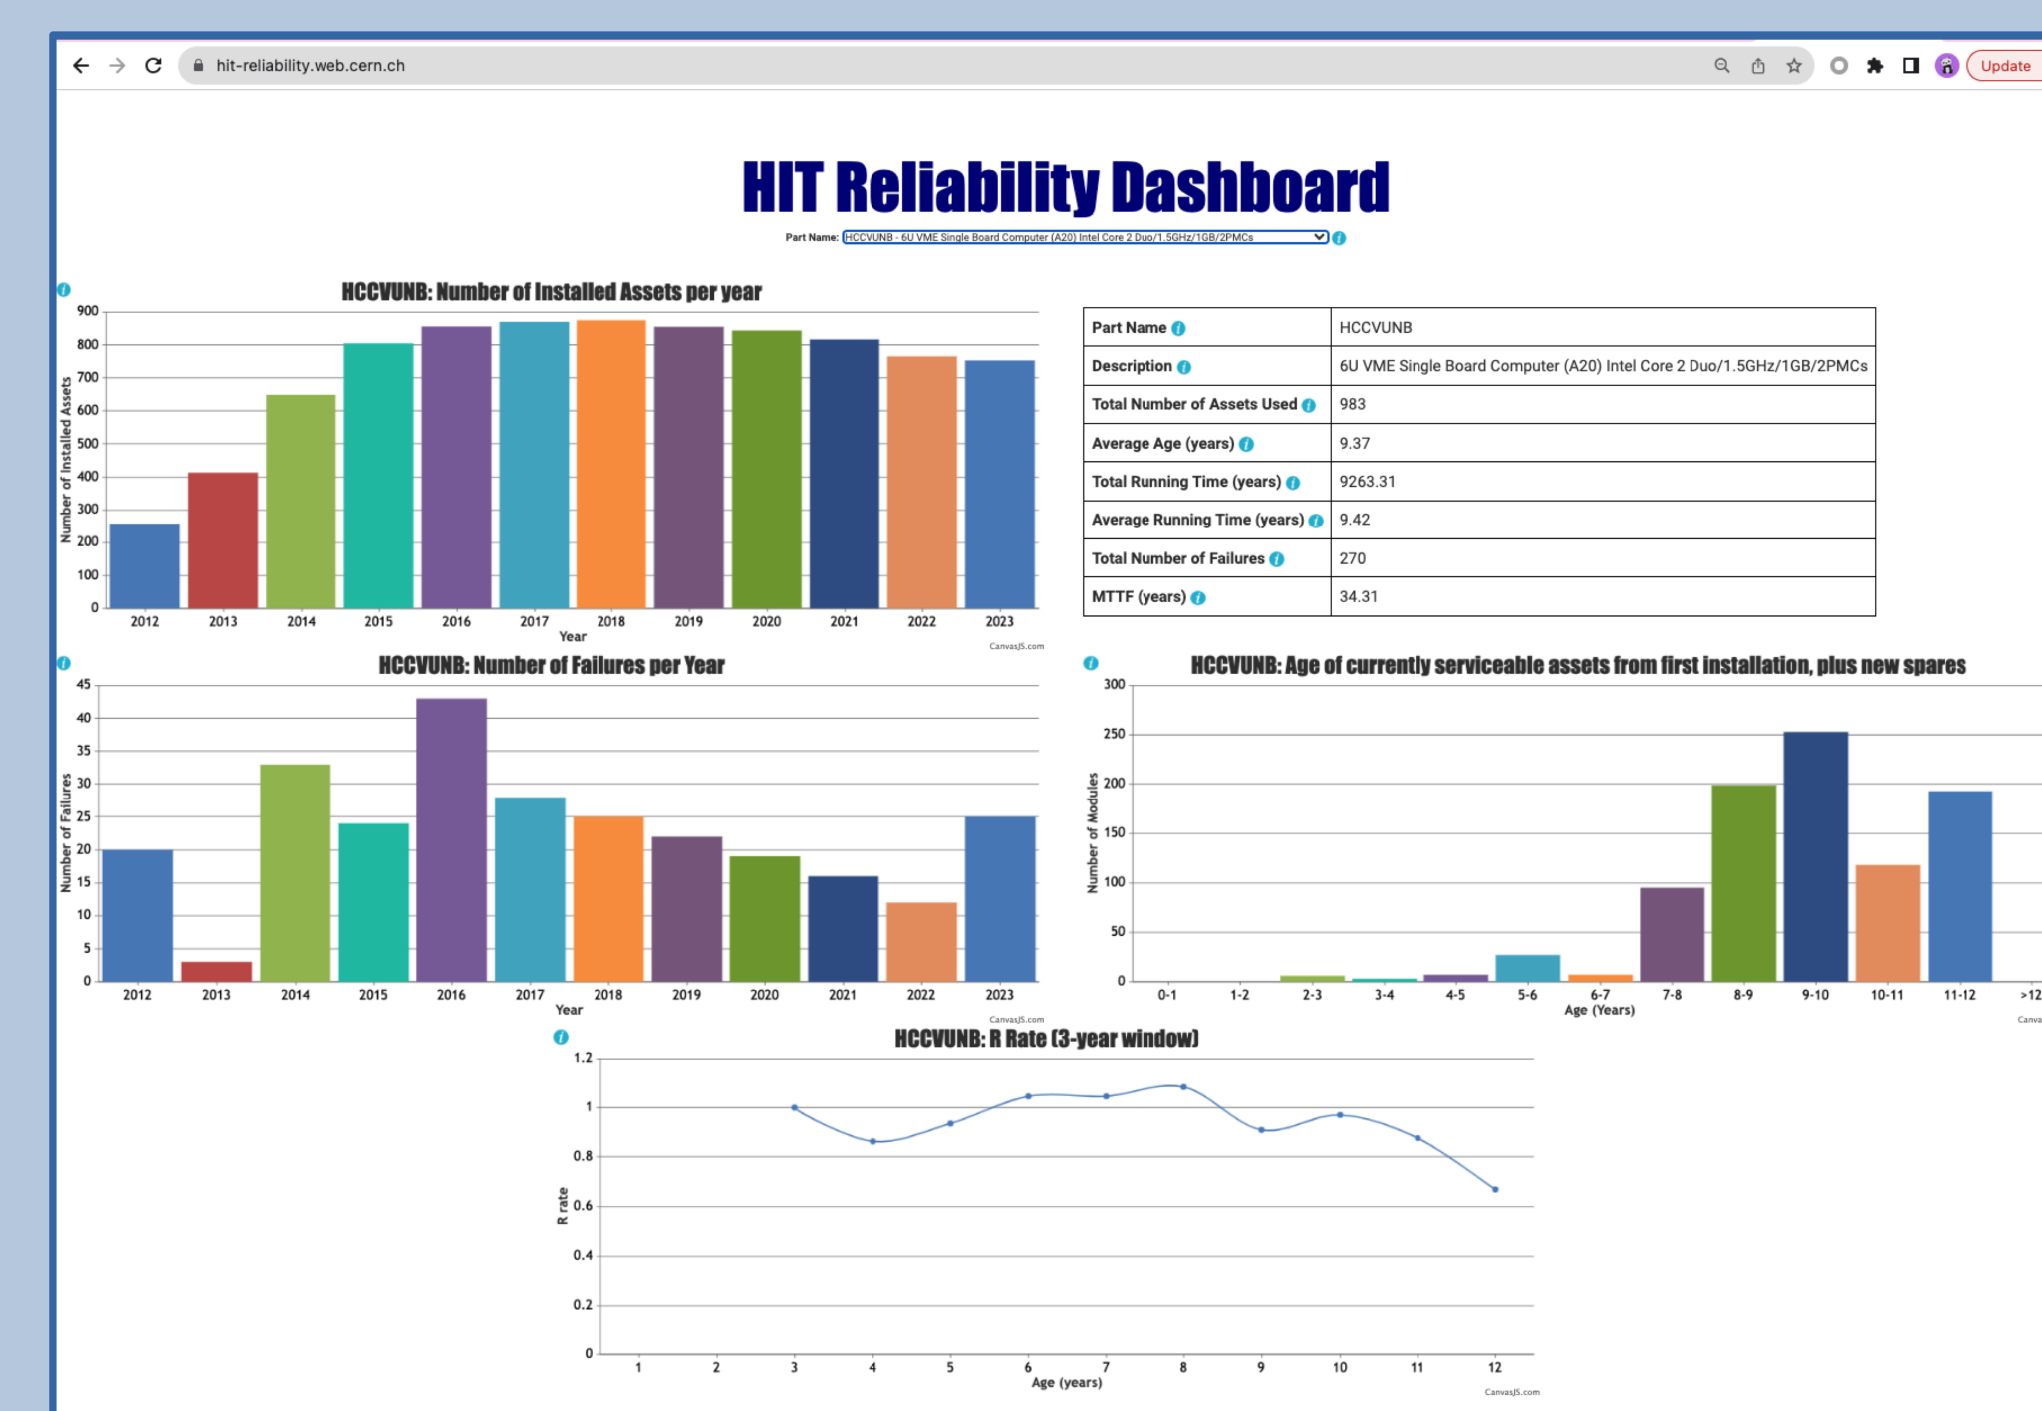 hit-reliability.web.cern.ch
Update
HIT Reliability Dashboard
Part Name: HCCVUNB - 6U VME Single Board Computer (A20) Intel Core 2 Duo/1.5GHz/1GB/2PMCs
HCCVUNB: Number of Installed Assets per year
Number of Installed Assets
900
800
700
600
500
400
300
200
100
0
2012 2013 2014 2015 2016 2017 2018 2019 2020 2021 2022 2023
Year
CanvasJS.com
Part Name HCCVUNB
Description 6U VME Single Board Computer (A20) Intel Core 2 Duo/1.5GHz/1GB/2PMCs
Total Number of Assets Used 983
Average Age (years) 9.37
Total Running Time (years) 9263.31
Average Running Time (years) 9.42
Total Number of Failures 270
MTTF (years) 34.31
HCCVUNB: Number of Failures per Year
Number of Failures
45
40
35
30
25
20
15
10
5
0
2012 2013 2014 2015 2016 2017 2018 2019 2020 2021 2022 2023
Year
CanvasJS.com
HCCVUNB: Age of currently serviceable assets from first installation, plus new spares
Number of Modules
300
250
200
150
100
50
0
0-1 1-2 2-3 3-4 4-5 5-6 6-7 7-8 8-9 9-10 10-11 11-12 >12
Age (Years)
Canva
HCCVUNB: R Rate (3-year window)
R rate
1.2
1
0.8
0.6
0.4
0.2
0
1 2 3 4 5 6 7 8 9 10 11 12
Age (years)
CanvasJS.com